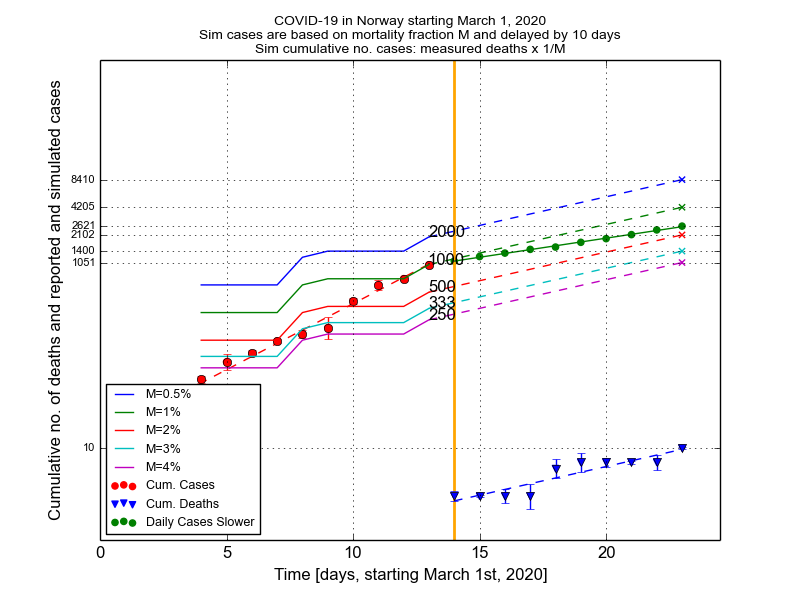 COVID-19 in Norway starting March 1, 2020
Sim cases are based on mortality fraction M and delayed by 10 days
Sim cumulative no. cases: measured deaths x 1/M
Cumulative no. of deaths and reported and simulated cases
8410
4205
2621
2102
1400
1051
10
2000
1000
500
333
250
M=0.5%
M=1%
M=2%
M=3%
M=4%
Cum. Cases
Cum. Deaths
Daily Cases Slower
0 5 10 15 20
Time [days, starting March 1st, 2020]